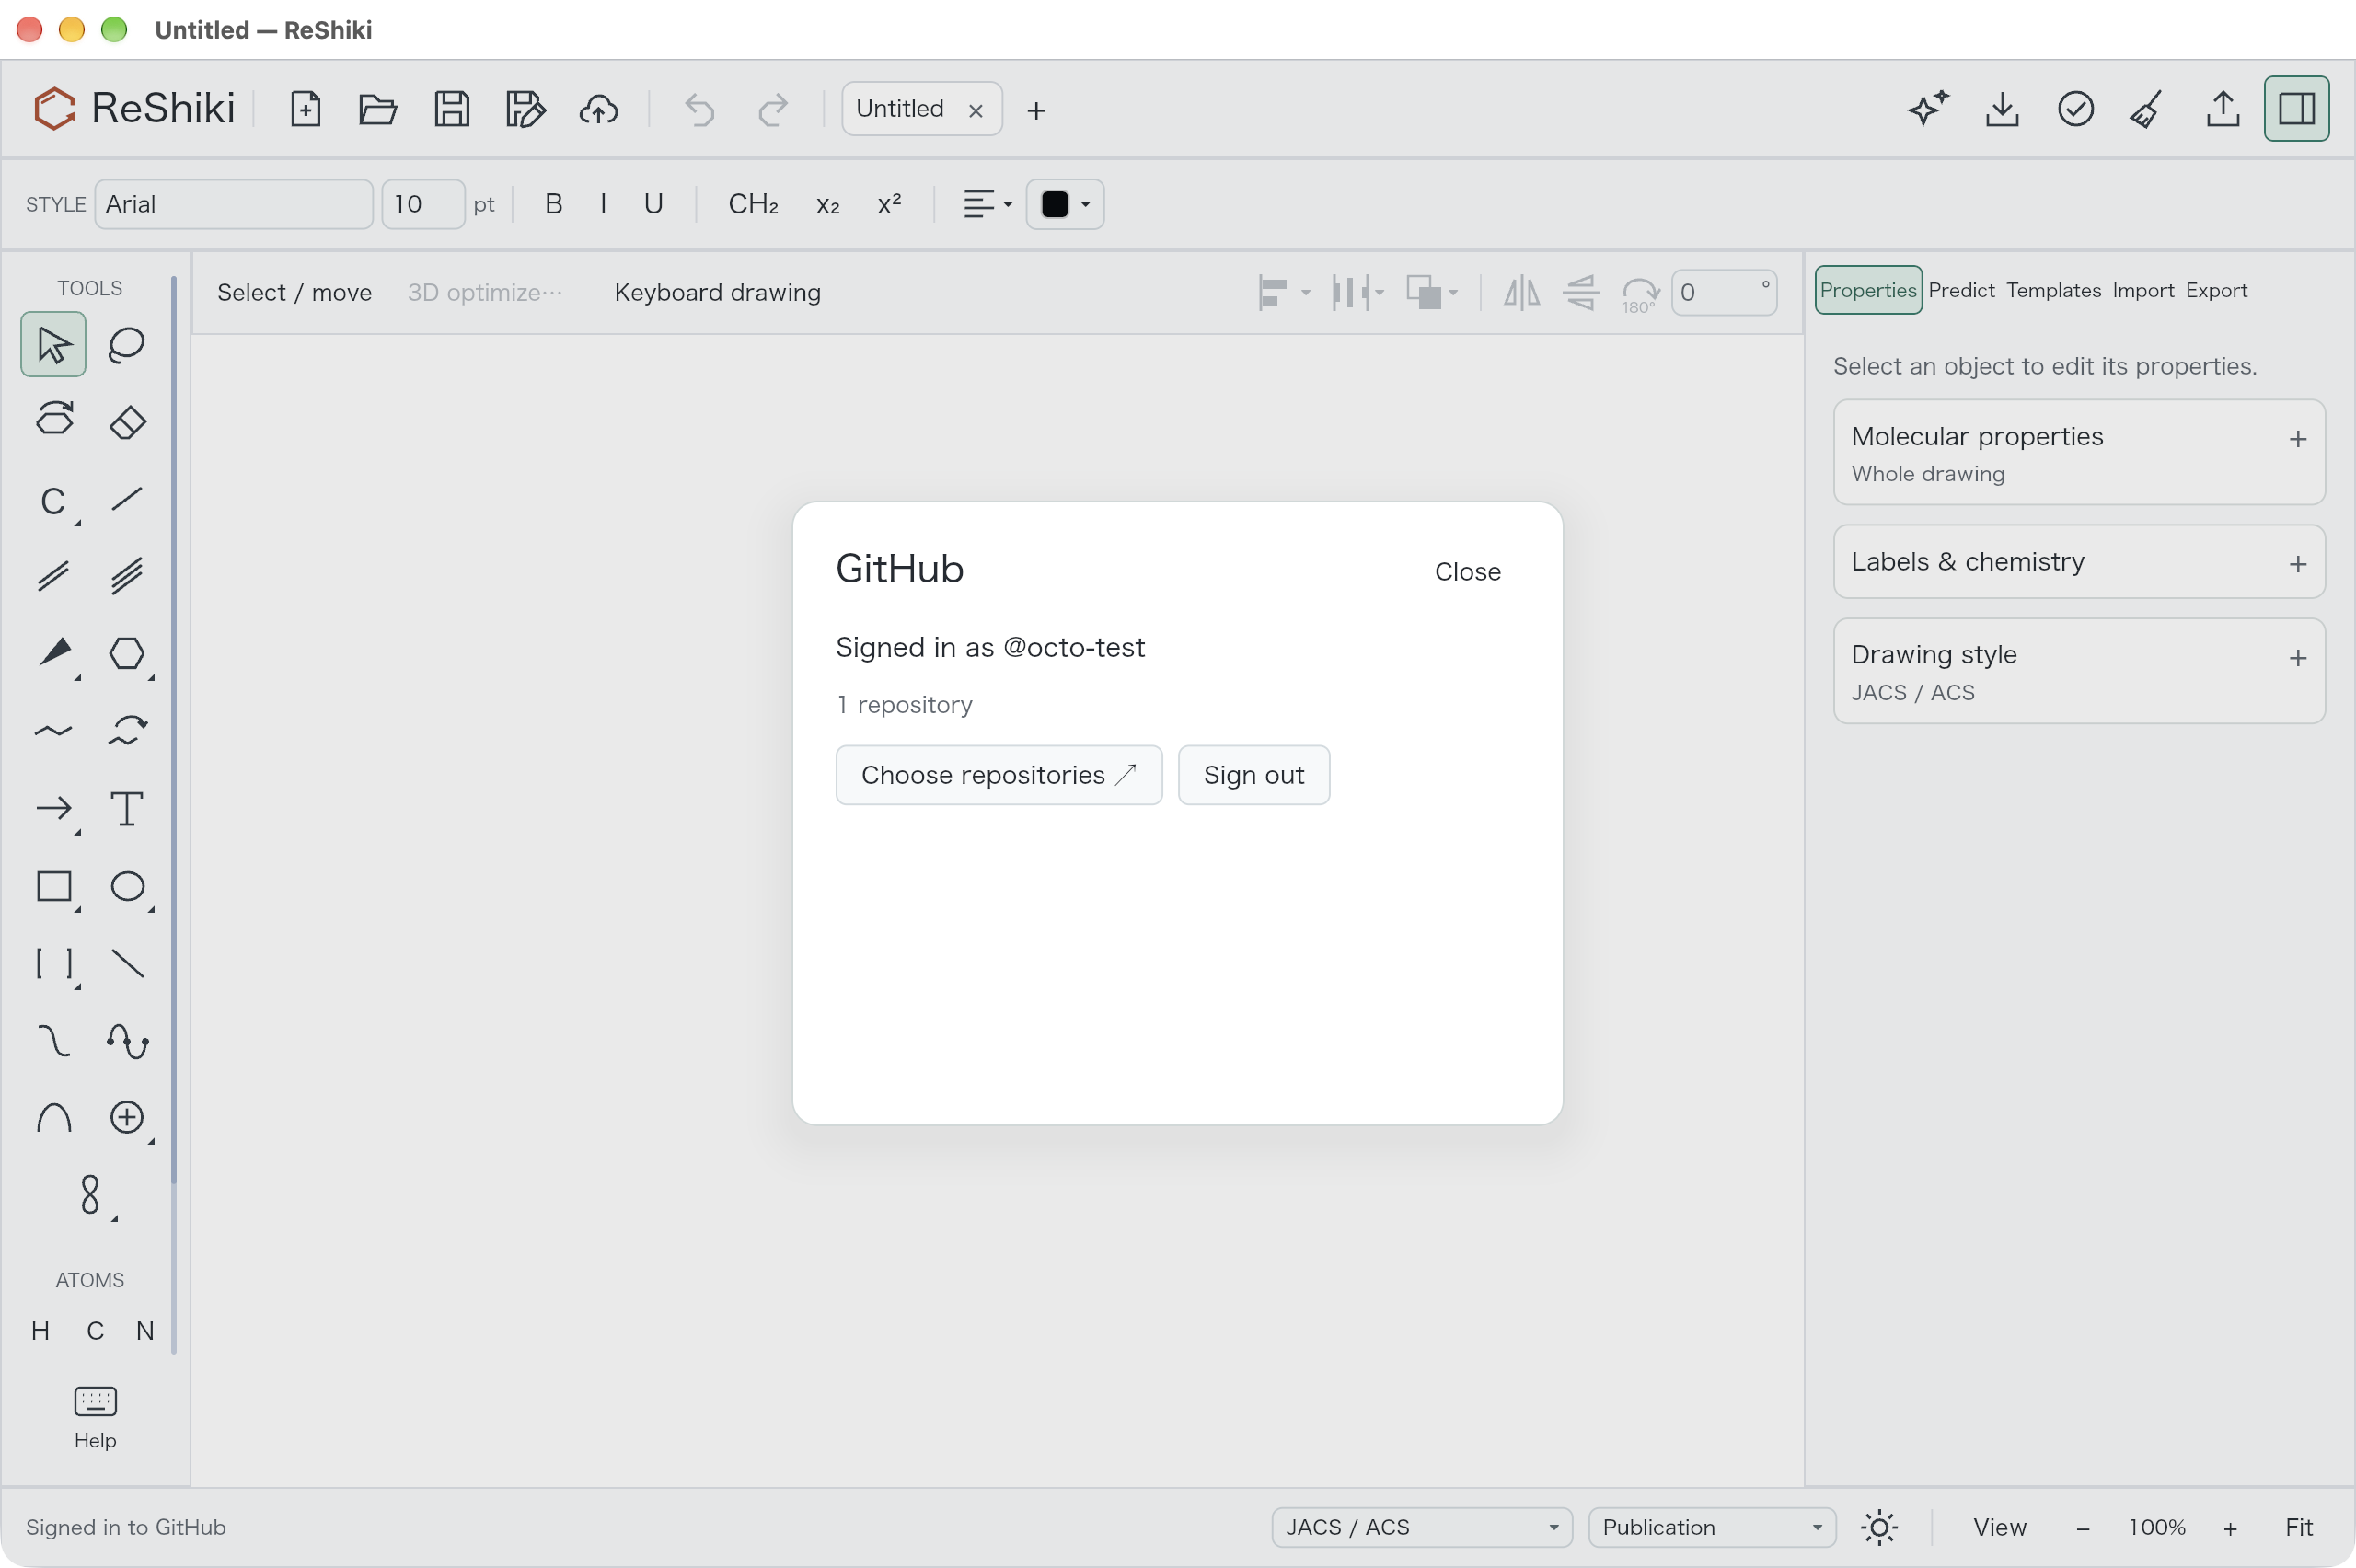 Untitled — ReShiki
ReShiki
Untitled × +
STYLE Arial 10 pt B I U CH₂ x₂ x² 
TOOLS
Select / move 3D optimize… Keyboard drawing 180° 0 °
Properties Predict Templates Import Export
Select an object to edit its properties.
Molecular properties +
Whole drawing
Labels & chemistry +
Drawing style +
JACS / ACS
C
T
[ ]
GitHub Close
Signed in as @octo-test
1 repository
Choose repositories ↗ Sign out
ATOMS
H C N
Help
Signed in to GitHub JACS / ACS Publication View − 100% + Fit